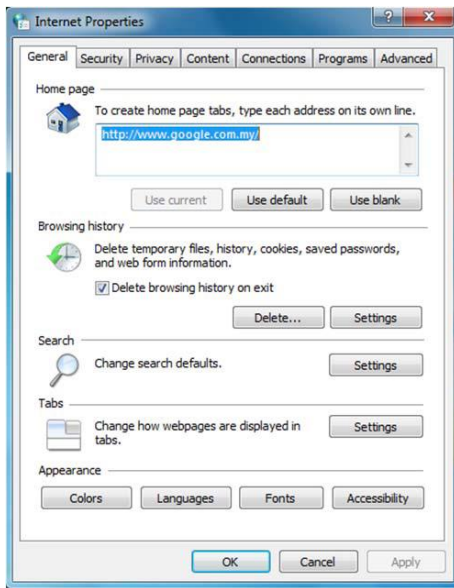 Internet Properties
General Security Privacy Content Connections Programs Advanced
Home page
To create home page tabs, type each address on its own line.
http://www.google.com.my/
Use current Use default Use blank
Browsing history
Delete temporary files, history, cookies, saved passwords,
and web form information.
Delete browsing history on exit
Delete... Settings
Search
Change search defaults.
Settings
Tabs
Change how webpages are displayed in
tabs.
Settings
Appearance
Colors Languages Fonts Accessibility
OK Cancel Apply